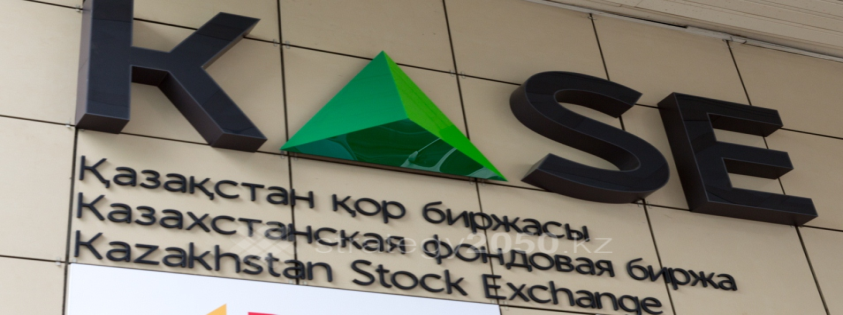 KASE
Қазақстан қор биржасы
Казахстанская фондовая биржа
Kazakhstan Stock Exchange